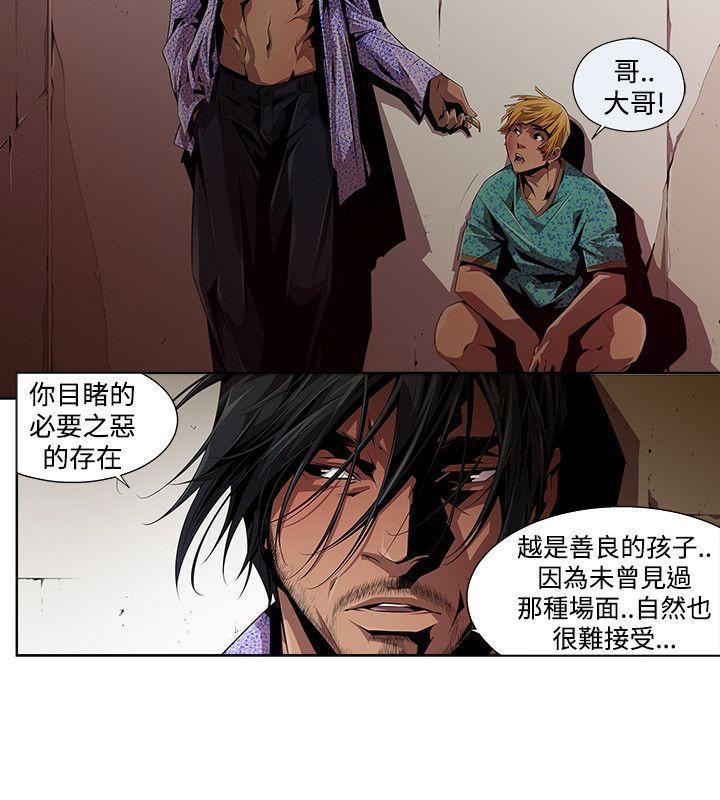 哥..
大哥!
你目睹的
必要之惡
的存在
越是善良的孩子..
因為未曾見過
那種場面..自然也
很難接受...